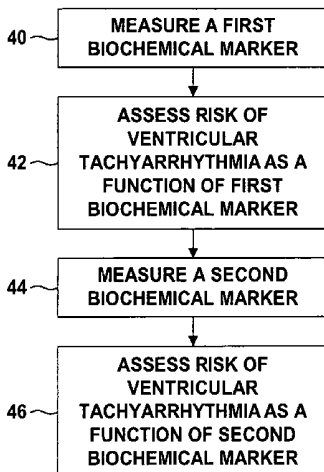 40
MEASURE A FIRST
BIOCHEMICAL MARKER
42
ASSESS RISK OF
VENTRICULAR
TACHYARRHYTHMIA AS A
FUNCTION OF FIRST
BIOCHEMICAL MARKER
44
MEASURE A SECOND
BIOCHEMICAL MARKER
46
ASSESS RISK OF
VENTRICULAR
TACHYARRHYTHMIA AS A
FUNCTION OF SECOND
BIOCHEMICAL MARKER